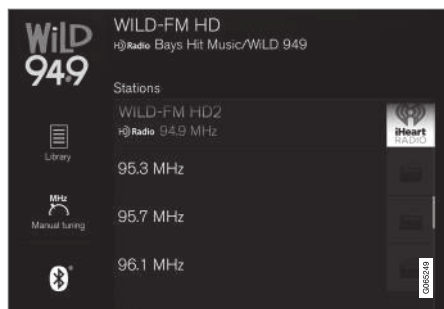 WiLD
94.9
WILD-FM HD
HD Radio Bays Hit Music/WiLD 949
Stations
WILD-FM HD2
HD Radio 94.9 MHz
iHeart
RADIO
Library
95.3 MHz
MHz
Manual tuning
95.7 MHz
96.1 MHz
G065249